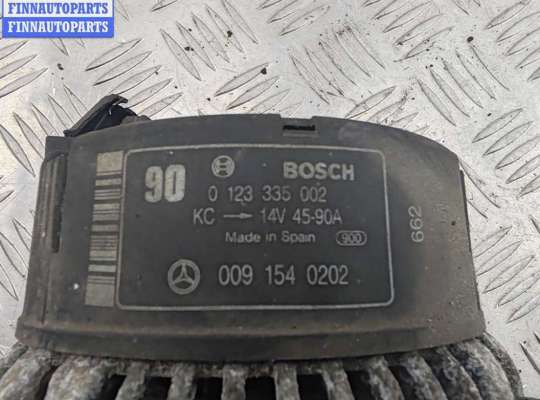 FINNAUTOPARTS
FINNAUTOPARTS
90 BOSCH
0 123 335 002
KC → 14V 45-90A
Made in Spain 900
009 154 0202
662